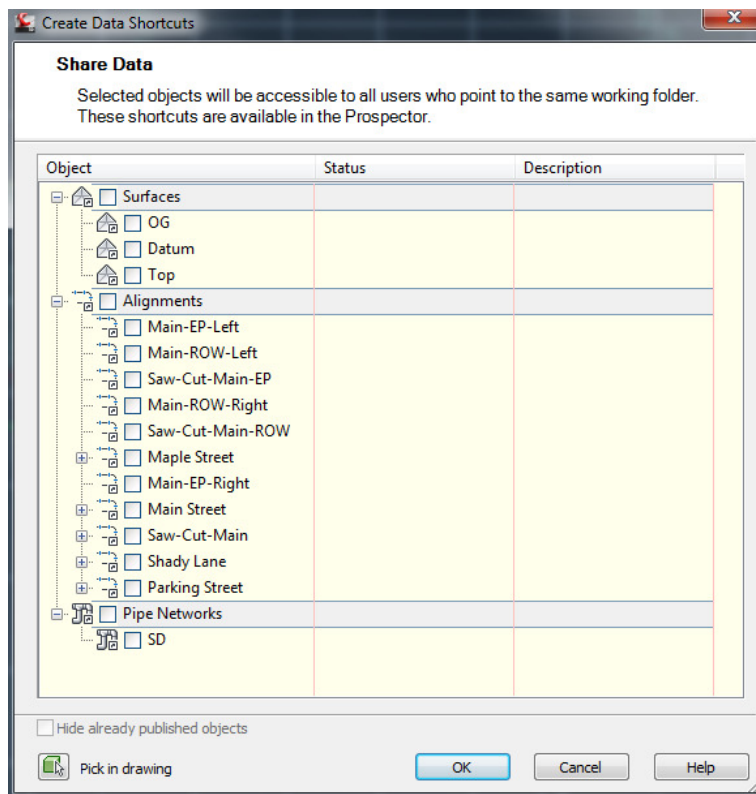 Create Data Shortcuts
Share Data
Selected objects will be accessible to all users who point to the same working folder.
These shortcuts are available in the Prospector.
Object Status Description
Surfaces
OG
Datum
Top
Alignments
Main-EP-Left
Main-ROW-Left
Saw-Cut-Main-EP
Main-ROW-Right
Saw-Cut-Main-ROW
Maple Street
Main-EP-Right
Main Street
Saw-Cut-Main
Shady Lane
Parking Street
Pipe Networks
SD
Hide already published objects
Pick in drawing OK Cancel Help